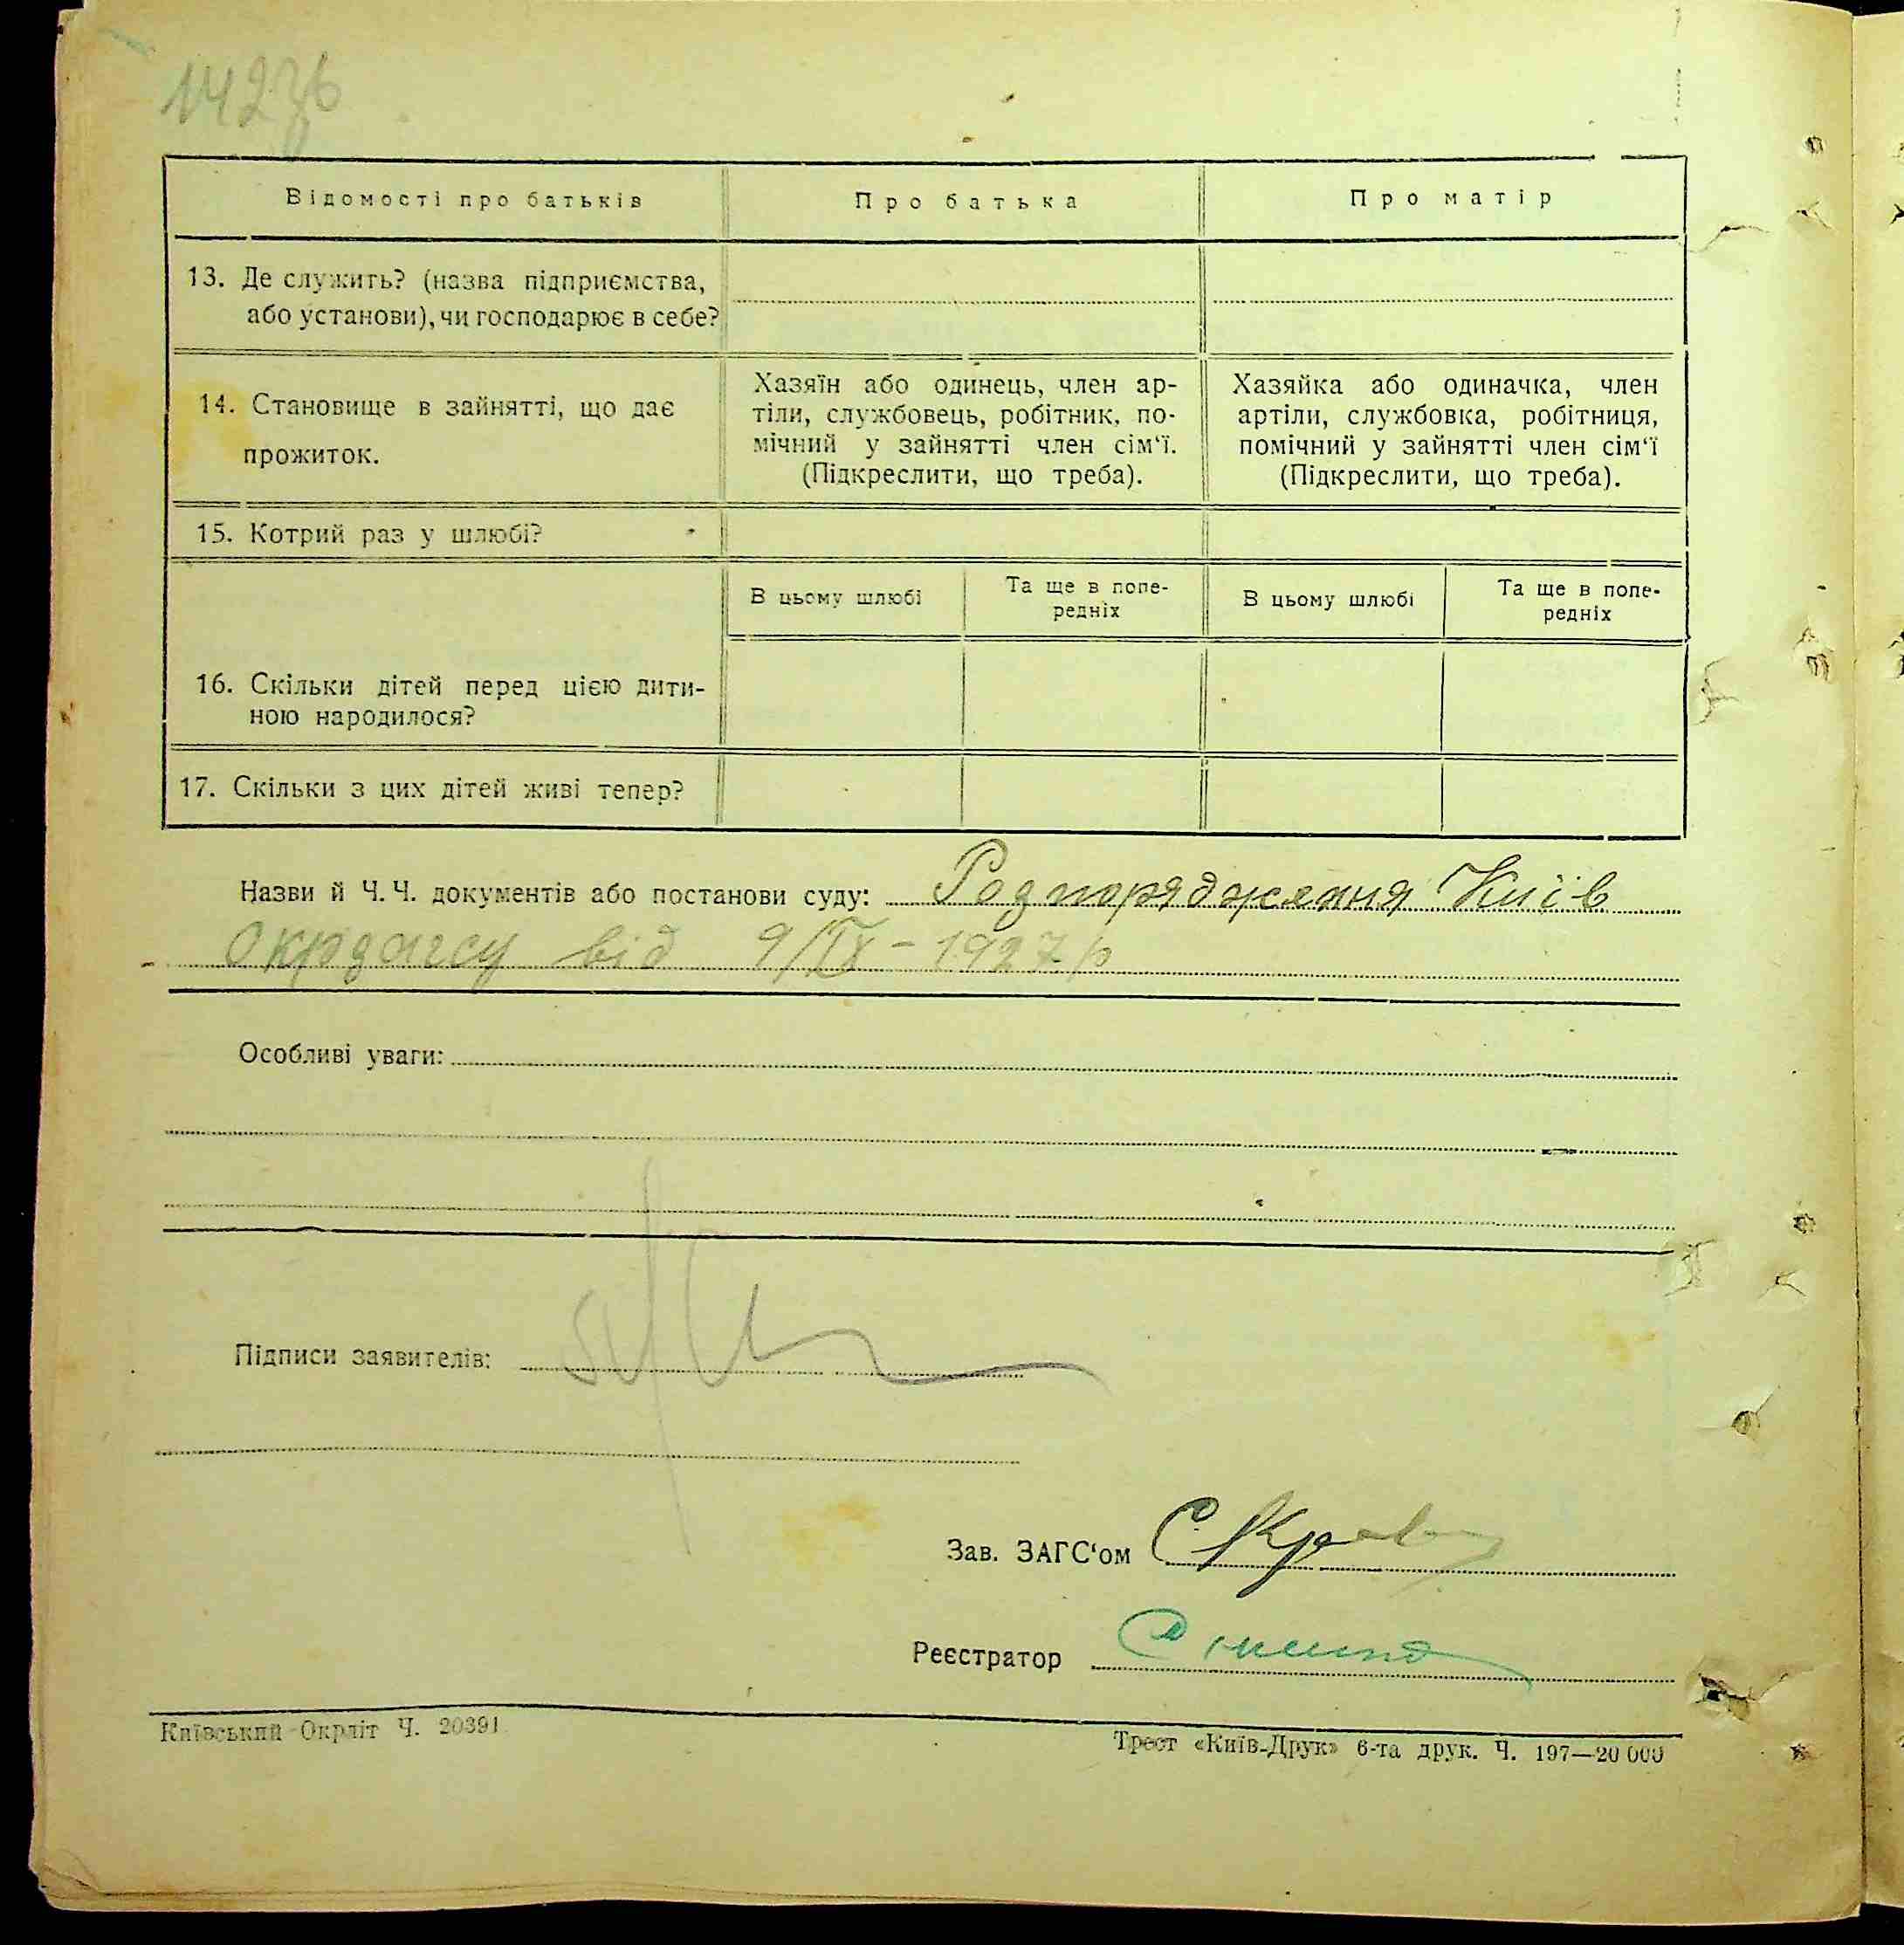 Відомості про батьків
Про батька
Про матір
13. Де служить? (назва підприємства,
або установи), чи господарює в себе?
14. Становище в зайнятті, що дає
прожиток.
Хазяїн або одинець, член ар-
тіли, службовець, робітник, по-
мічний у зайнятті член сім‘ї.
(Підкреслити, що треба).
Хазяйка або одиначка, член
артіли, службовка, робітниця,
помічний у зайнятті член сім‘ї
(Підкреслити, що треба).
15. Котрий раз у шлюбі?
В цьому шлюбі
Та ще в попе-
редніх
В цьому шлюбі
Та ще в попе-
редніх
16. Скільки дітей перед цією дити-
ною народилося?
17. Скільки з цих дітей живі тепер?
Назви й Ч. Ч. документів або постанови суду: Розпорядження Київ
Окрзагсу від 9/IX - 1927 р
Особливі уваги:
Підписи заявителів:
Зав. ЗАГС‘ом
Реєстратор
Київський Окрліт Ч. 20391
Трест «Київ-Друк» 6-та друк. Ч. 197—20 000